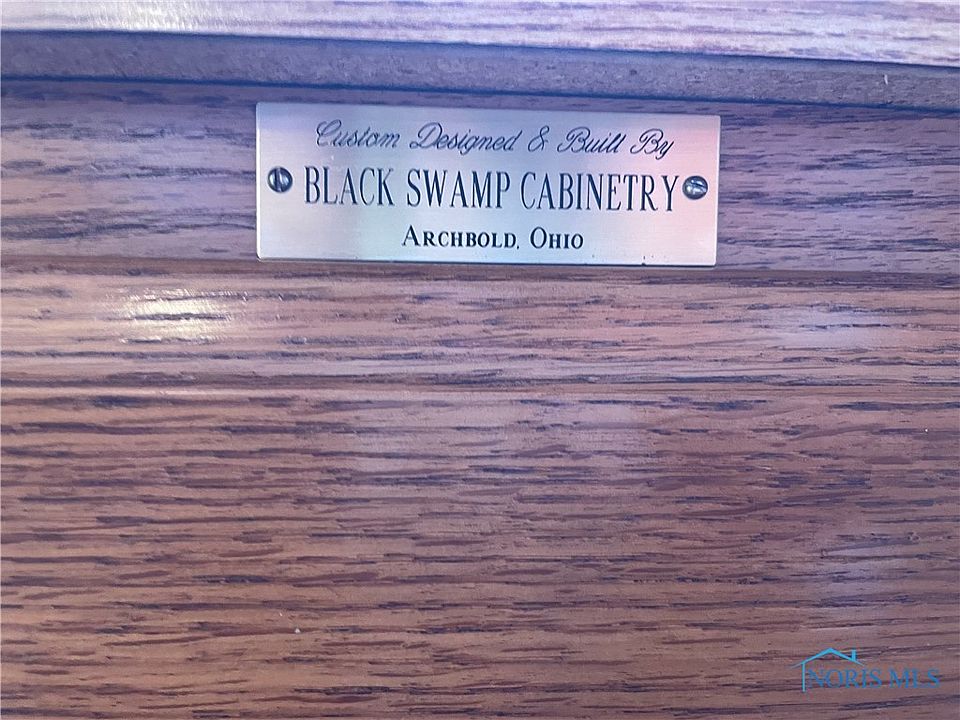 Custom Designed & Built By
BLACK SWAMP CABINETRY
ARCHBOLD, OHIO
NORIS MLS